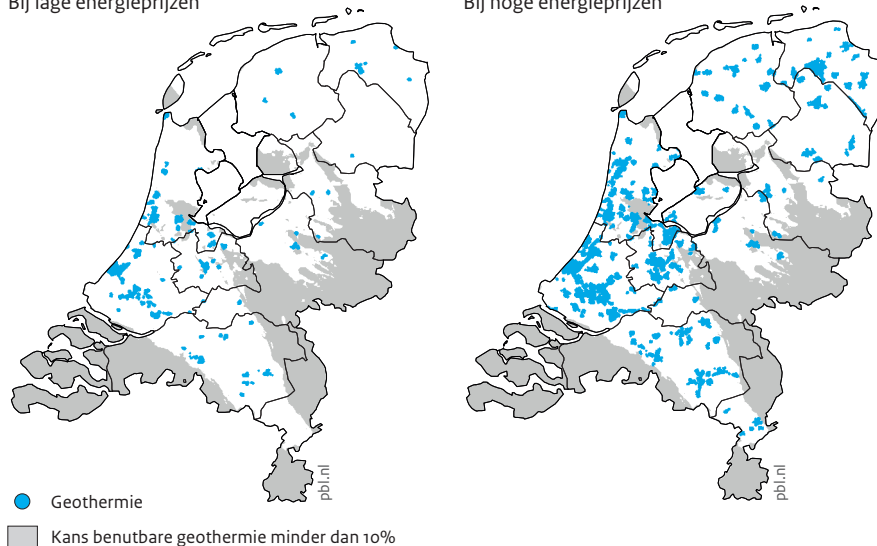 Bij lage energieprijzen
Bij hoge energieprijzen
pbl.nl
pbl.nl
Geothermie
Kans benutbare geothermie minder dan 10%